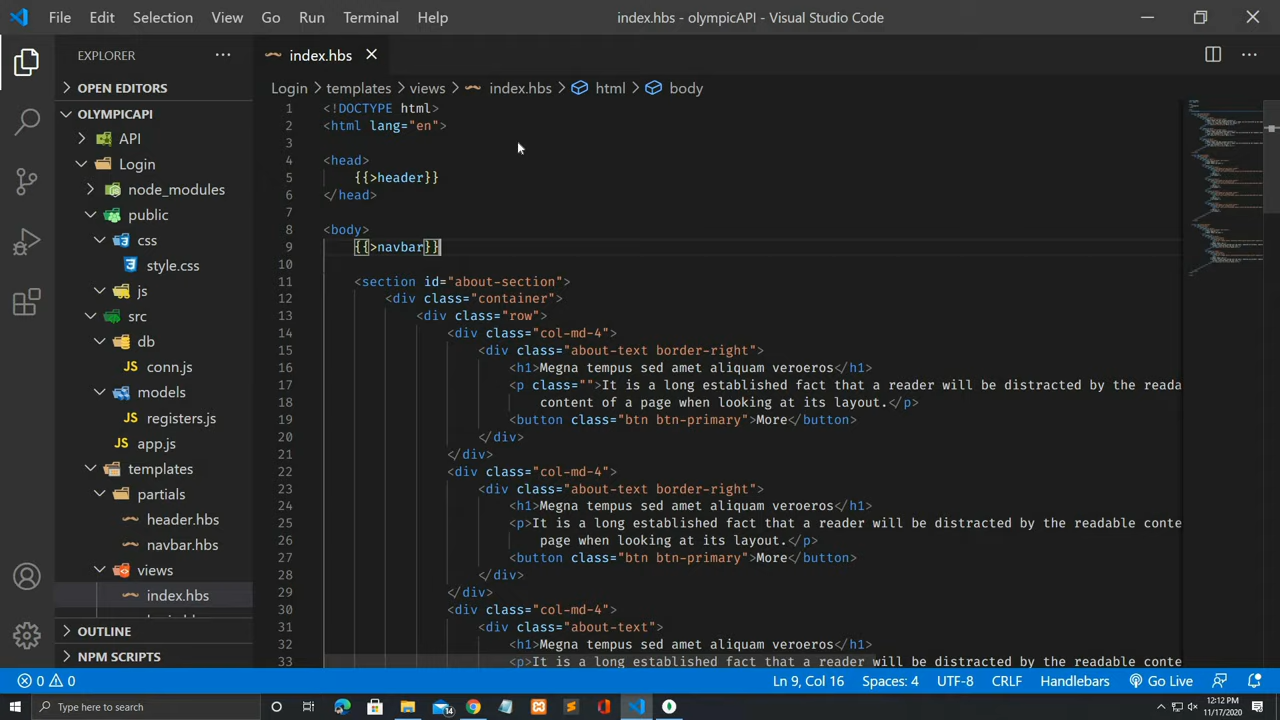 File Edit Selection View Go Run Terminal Help index.hbs - olympicAPI - Visual Studio Code
EXPLORER
OPEN EDITORS
OLYMPICAPI
API
Login
node_modules
public
css
style.css
js
src
db
JS conn.js
models
JS registers.js
JS app.js
templates
partials
header.hbs
navbar.hbs
views
index.hbs
OUTLINE
NPM SCRIPTS
index.hbs
Login templates views index.hbs html body
1 <!DOCTYPE html>
2 <html lang="en">
3
4 <head>
5 {{>header}}
6 </head>
7
8 <body>
9 {{>navbar}}
10
11 <section id="about-section">
12 <div class="container">
13 <div class="row">
14 <div class="col-md-4">
15 <div class="about-text border-right">
16 <h1>Megna tempus sed amet aliquam veroeros</h1>
17 <p class="">It is a long established fact that a reader will be distracted by the reada
18 content of a page when looking at its layout.</p>
19 <button class="btn btn-primary">More</button>
20 </div>
21 </div>
22 <div class="col-md-4">
23 <div class="about-text border-right">
24 <h1>Megna tempus sed amet aliquam veroeros</h1>
25 <p>It is a long established fact that a reader will be distracted by the readable conte
26 page when looking at its layout.</p>
27 <button class="btn btn-primary">More</button>
28 </div>
29 </div>
30 <div class="col-md-4">
31 <div class="about-text">
32 <h1>Megna tempus sed amet aliquam veroeros</h1>
33 <p>It is a long established fact that a reader will be distracted by the readable conte
0 0 Ln 9, Col 16 Spaces: 4 UTF-8 CRLF Handlebars Go Live
Type here to search
14
12:12 PM
11/17/2020